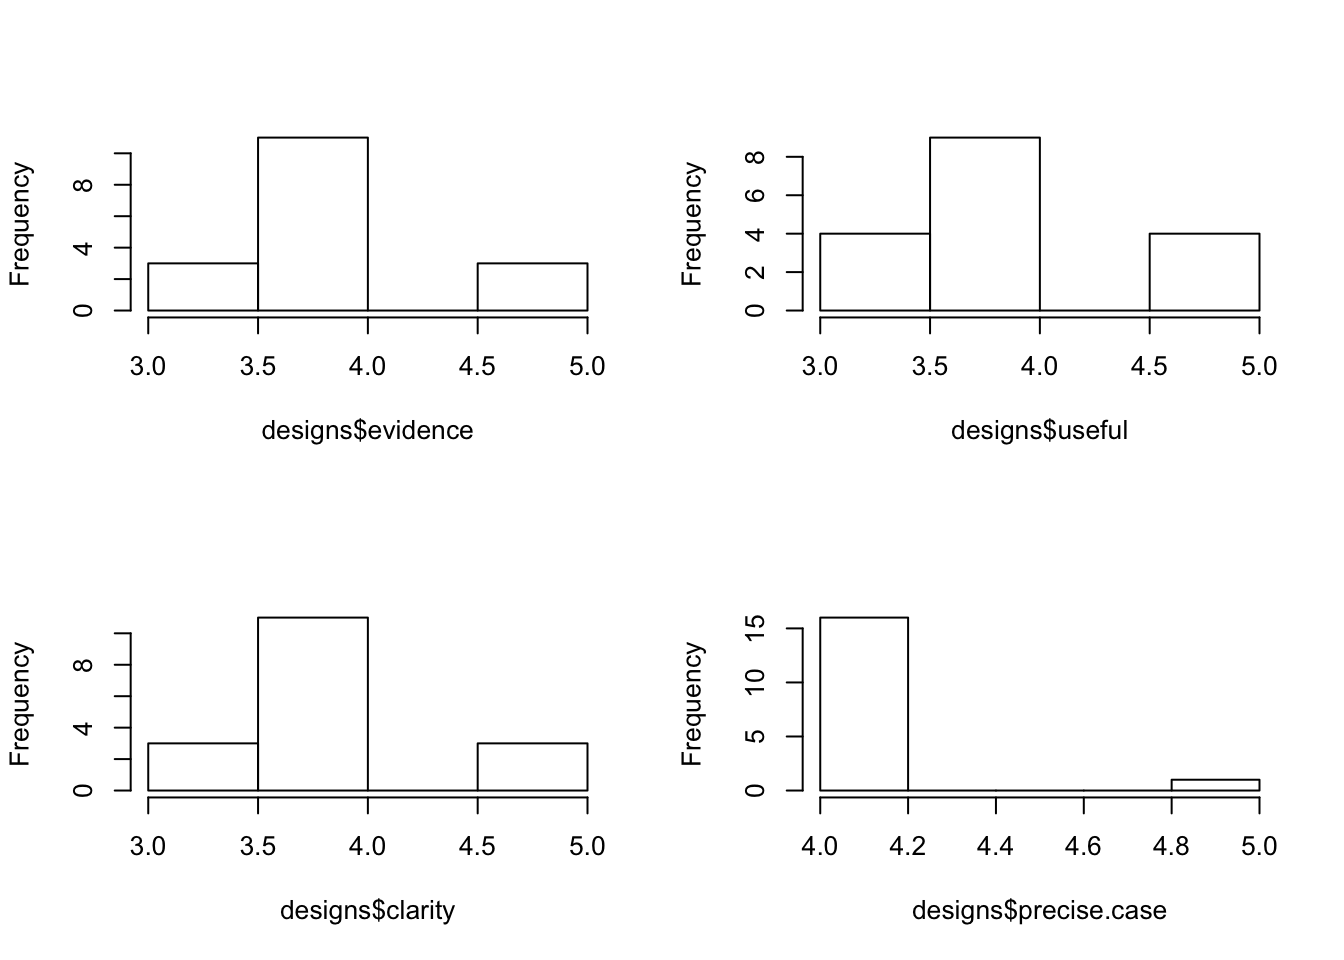 Frequency
8
4
0
3.0 3.5 4.0 4.5 5.0
designs$evidence
Frequency
8
6
4
2
0
3.0 3.5 4.0 4.5 5.0
designs$useful
Frequency
8
4
0
3.0 3.5 4.0 4.5 5.0
designs$clarity
Frequency
15
10
5
0
4.0 4.2 4.4 4.6 4.8 5.0
designs$precise.case